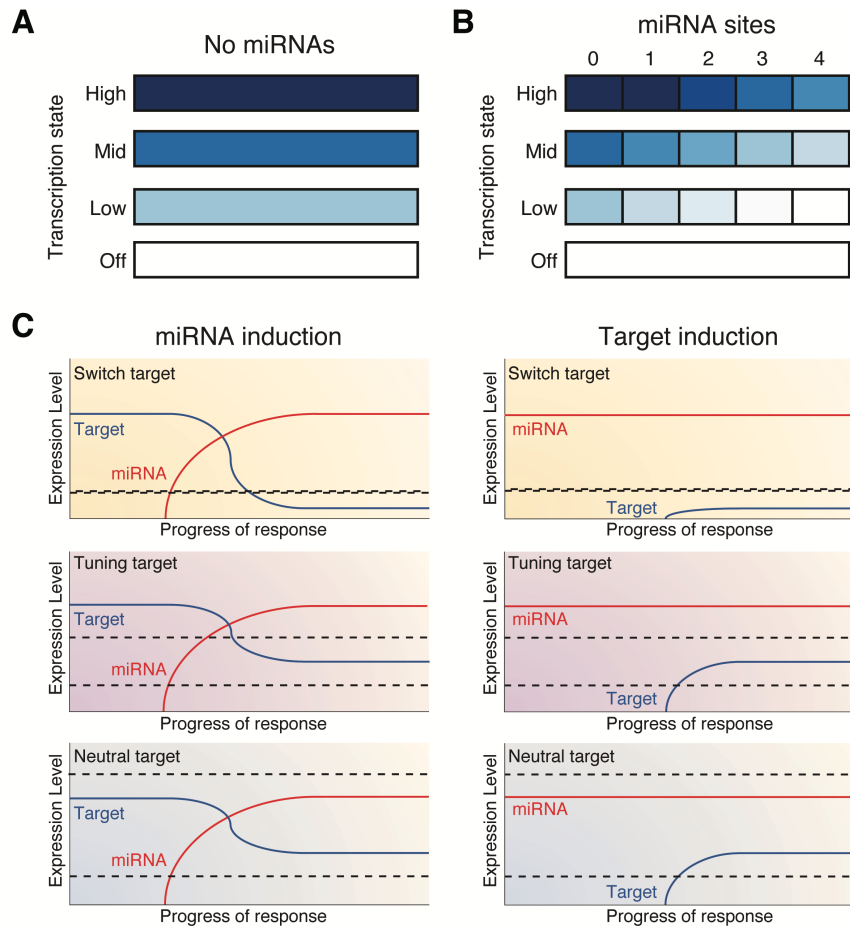 A
No miRNAs
Transcription state
High
Mid
Low
Off
B
miRNA sites
0 1 2 3 4
Transcription state
High
Mid
Low
Off
C
miRNA induction
Expression Level
Switch target
Target
miRNA
Progress of response
Expression Level
Tuning target
Target
miRNA
Progress of response
Expression Level
Neutral target
Target
miRNA
Progress of response
Target induction
Expression Level
Switch target
miRNA
Target
Progress of response
Expression Level
Tuning target
miRNA
Target
Progress of response
Expression Level
Neutral target
miRNA
Target
Progress of response